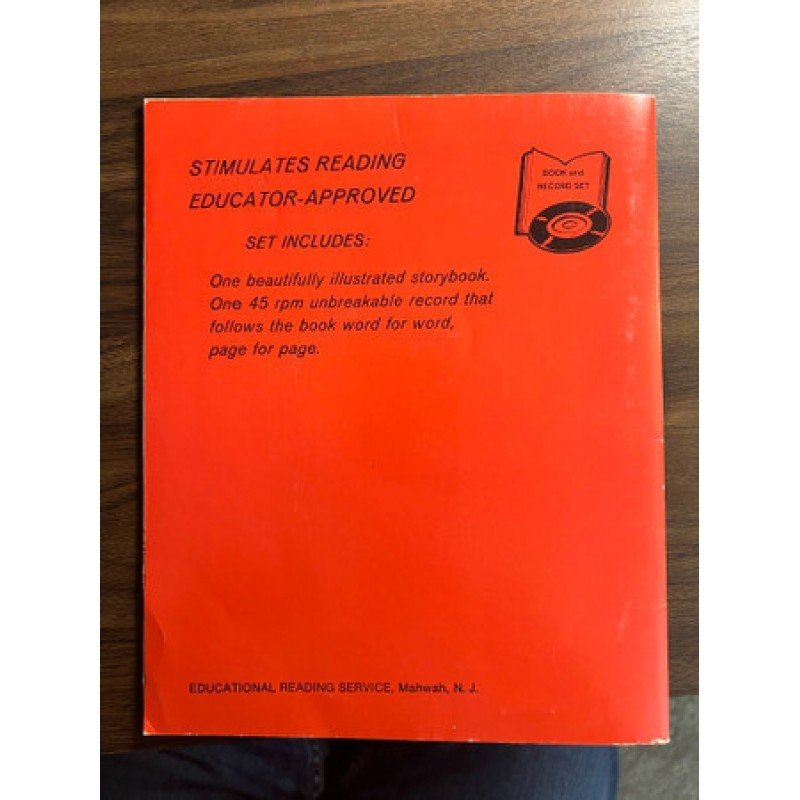 STIMULATES READING
EDUCATOR-APPROVED
BOOK and
RECORD SET
SET INCLUDES:
One beautifully illustrated storybook.
One 45 rpm unbreakable record that
follows the book word for word,
page for page.
EDUCATIONAL READING SERVICE, Mahwah, N. J.